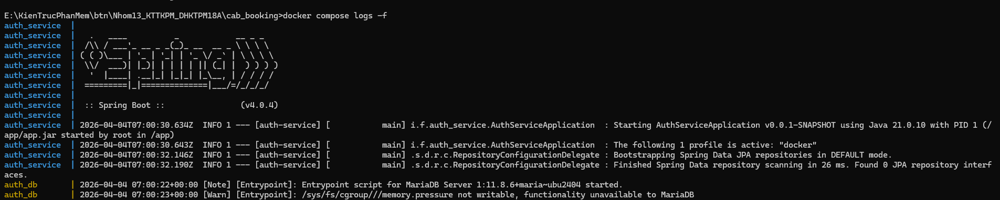 E:\KienTrucPhanMem\btn\Nhom13_KTTKPM_DHKTPM18A\cab_booking>docker compose logs -f
auth_service  |
auth_service  |   .   ____          _            __ _ _
auth_service  |  /\\ / ___'_ __ _ _(_)_ __  __ _ \ \ \ \
auth_service  | ( ( )\___ | '_ | '_| | '_ \/ _` | \ \ \ \
auth_service  |  \\/  ___)| |_)| | | | | || (_| |  ) ) ) )
auth_service  |   '  |____| .__|_| |_|_| |_\__, | / / / /
auth_service  |  =========|_|==============|___/=/_/_/_/
auth_service  |
auth_service  |  :: Spring Boot ::                (v4.0.4)
auth_service  |
auth_service  | 2026-04-04T07:00:30.634Z  INFO 1 --- [auth-service] [           main] i.f.auth_service.AuthServiceApplication  : Starting AuthServiceApplication v0.0.1-SNAPSHOT using Java 21.0.10 with PID 1 (/
app/app.jar started by root in /app)
auth_service  | 2026-04-04T07:00:30.643Z  INFO 1 --- [auth-service] [           main] i.f.auth_service.AuthServiceApplication  : The following 1 profile is active: "docker"
auth_service  | 2026-04-04T07:00:32.146Z  INFO 1 --- [auth-service] [           main] .s.d.r.c.RepositoryConfigurationDelegate : Bootstrapping Spring Data JPA repositories in DEFAULT mode.
auth_service  | 2026-04-04T07:00:32.190Z  INFO 1 --- [auth-service] [           main] .s.d.r.c.RepositoryConfigurationDelegate : Finished Spring Data repository scanning in 26 ms. Found 0 JPA repository interf
aces.
auth_db       | 2026-04-04 07:00:22+00:00 [Note] [Entrypoint]: Entrypoint script for MariaDB Server 1:11.8.6+maria~ubu2404 started.
auth_db       | 2026-04-04 07:00:23+00:00 [Warn] [Entrypoint]: /sys/fs/cgroup///memory.pressure not writable, functionality unavailable to MariaDB